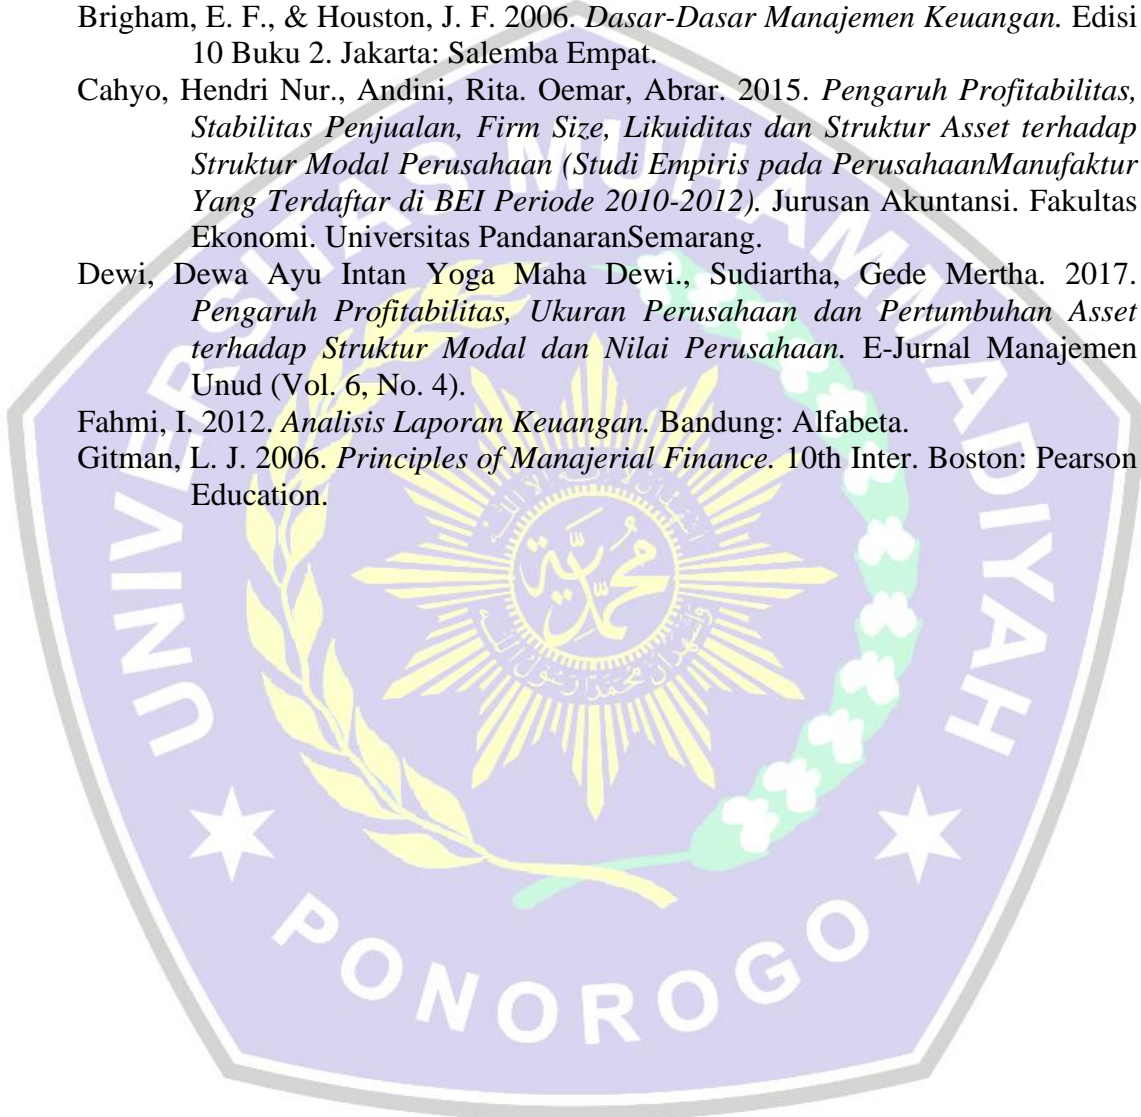 Brigham, E. F., & Houston, J. F. 2006. Dasar-Dasar Manajemen Keuangan. Edisi
10 Buku 2. Jakarta: Salemba Empat.
Cahyo, Hendri Nur., Andini, Rita. Oemar, Abrar. 2015. Pengaruh Profitabilitas,
Stabilitas Penjualan, Firm Size, Likuiditas dan Struktur Asset terhadap
Struktur Modal Perusahaan (Studi Empiris pada PerusahaanManufaktur
Yang Terdaftar di BEI Periode 2010-2012). Jurusan Akuntansi. Fakultas
Ekonomi. Universitas PandanaranSemarang.
Dewi, Dewa Ayu Intan Yoga Maha Dewi., Sudiartha, Gede Mertha. 2017.
Pengaruh Profitabilitas, Ukuran Perusahaan dan Pertumbuhan Asset
terhadap Struktur Modal dan Nilai Perusahaan. E-Jurnal Manajemen
Unud (Vol. 6, No. 4).
Fahmi, I. 2012. Analisis Laporan Keuangan. Bandung: Alfabeta.
Gitman, L. J. 2006. Principles of Manajerial Finance. 10th Inter. Boston: Pearson
Education.
UNIVERSITAS MUHAMMADIYAH
PONOROGO
محمدية